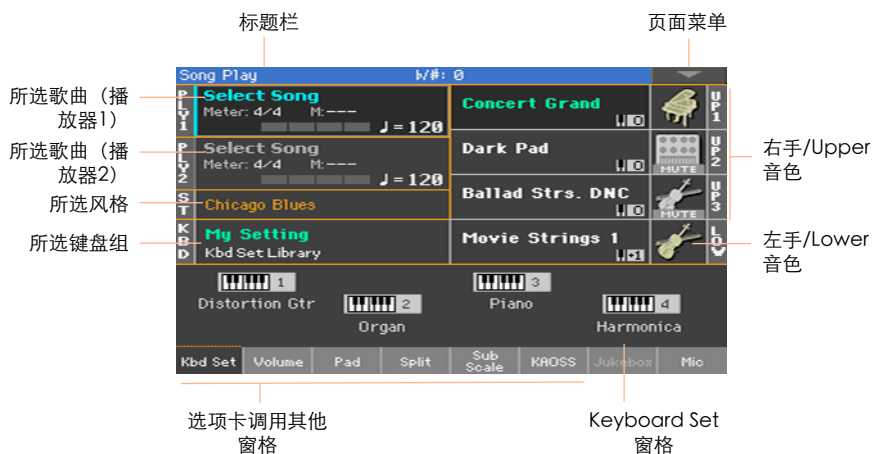 标题栏
页面菜单
Song Play ♭/#: 0
所选歌曲（播
放器1）
PLY1
Select Song
Meter: 4/4 M:---
♩=120
Concert Grand
0
UP1
所选歌曲（播
放器2）
PLY2
Select Song
Meter: 4/4 M:---
♩=120
Dark Pad
0
MUTE
UP2
右手/Upper
音色
所选风格
ST
Chicago Blues
Ballad Strs. DNC
0
MUTE
UP3
所选键盘组
KBD
My Setting
Kbd Set Library
Movie Strings 1
+1
LOW
左手/Lower
音色
1
Distortion Gtr
2
Organ
3
Piano
4
Harmonica
Kbd Set Volume Pad Split Sub Scale KAOSS Jukebox Mic
选项卡调用其他
窗格
Keyboard Set
窗格